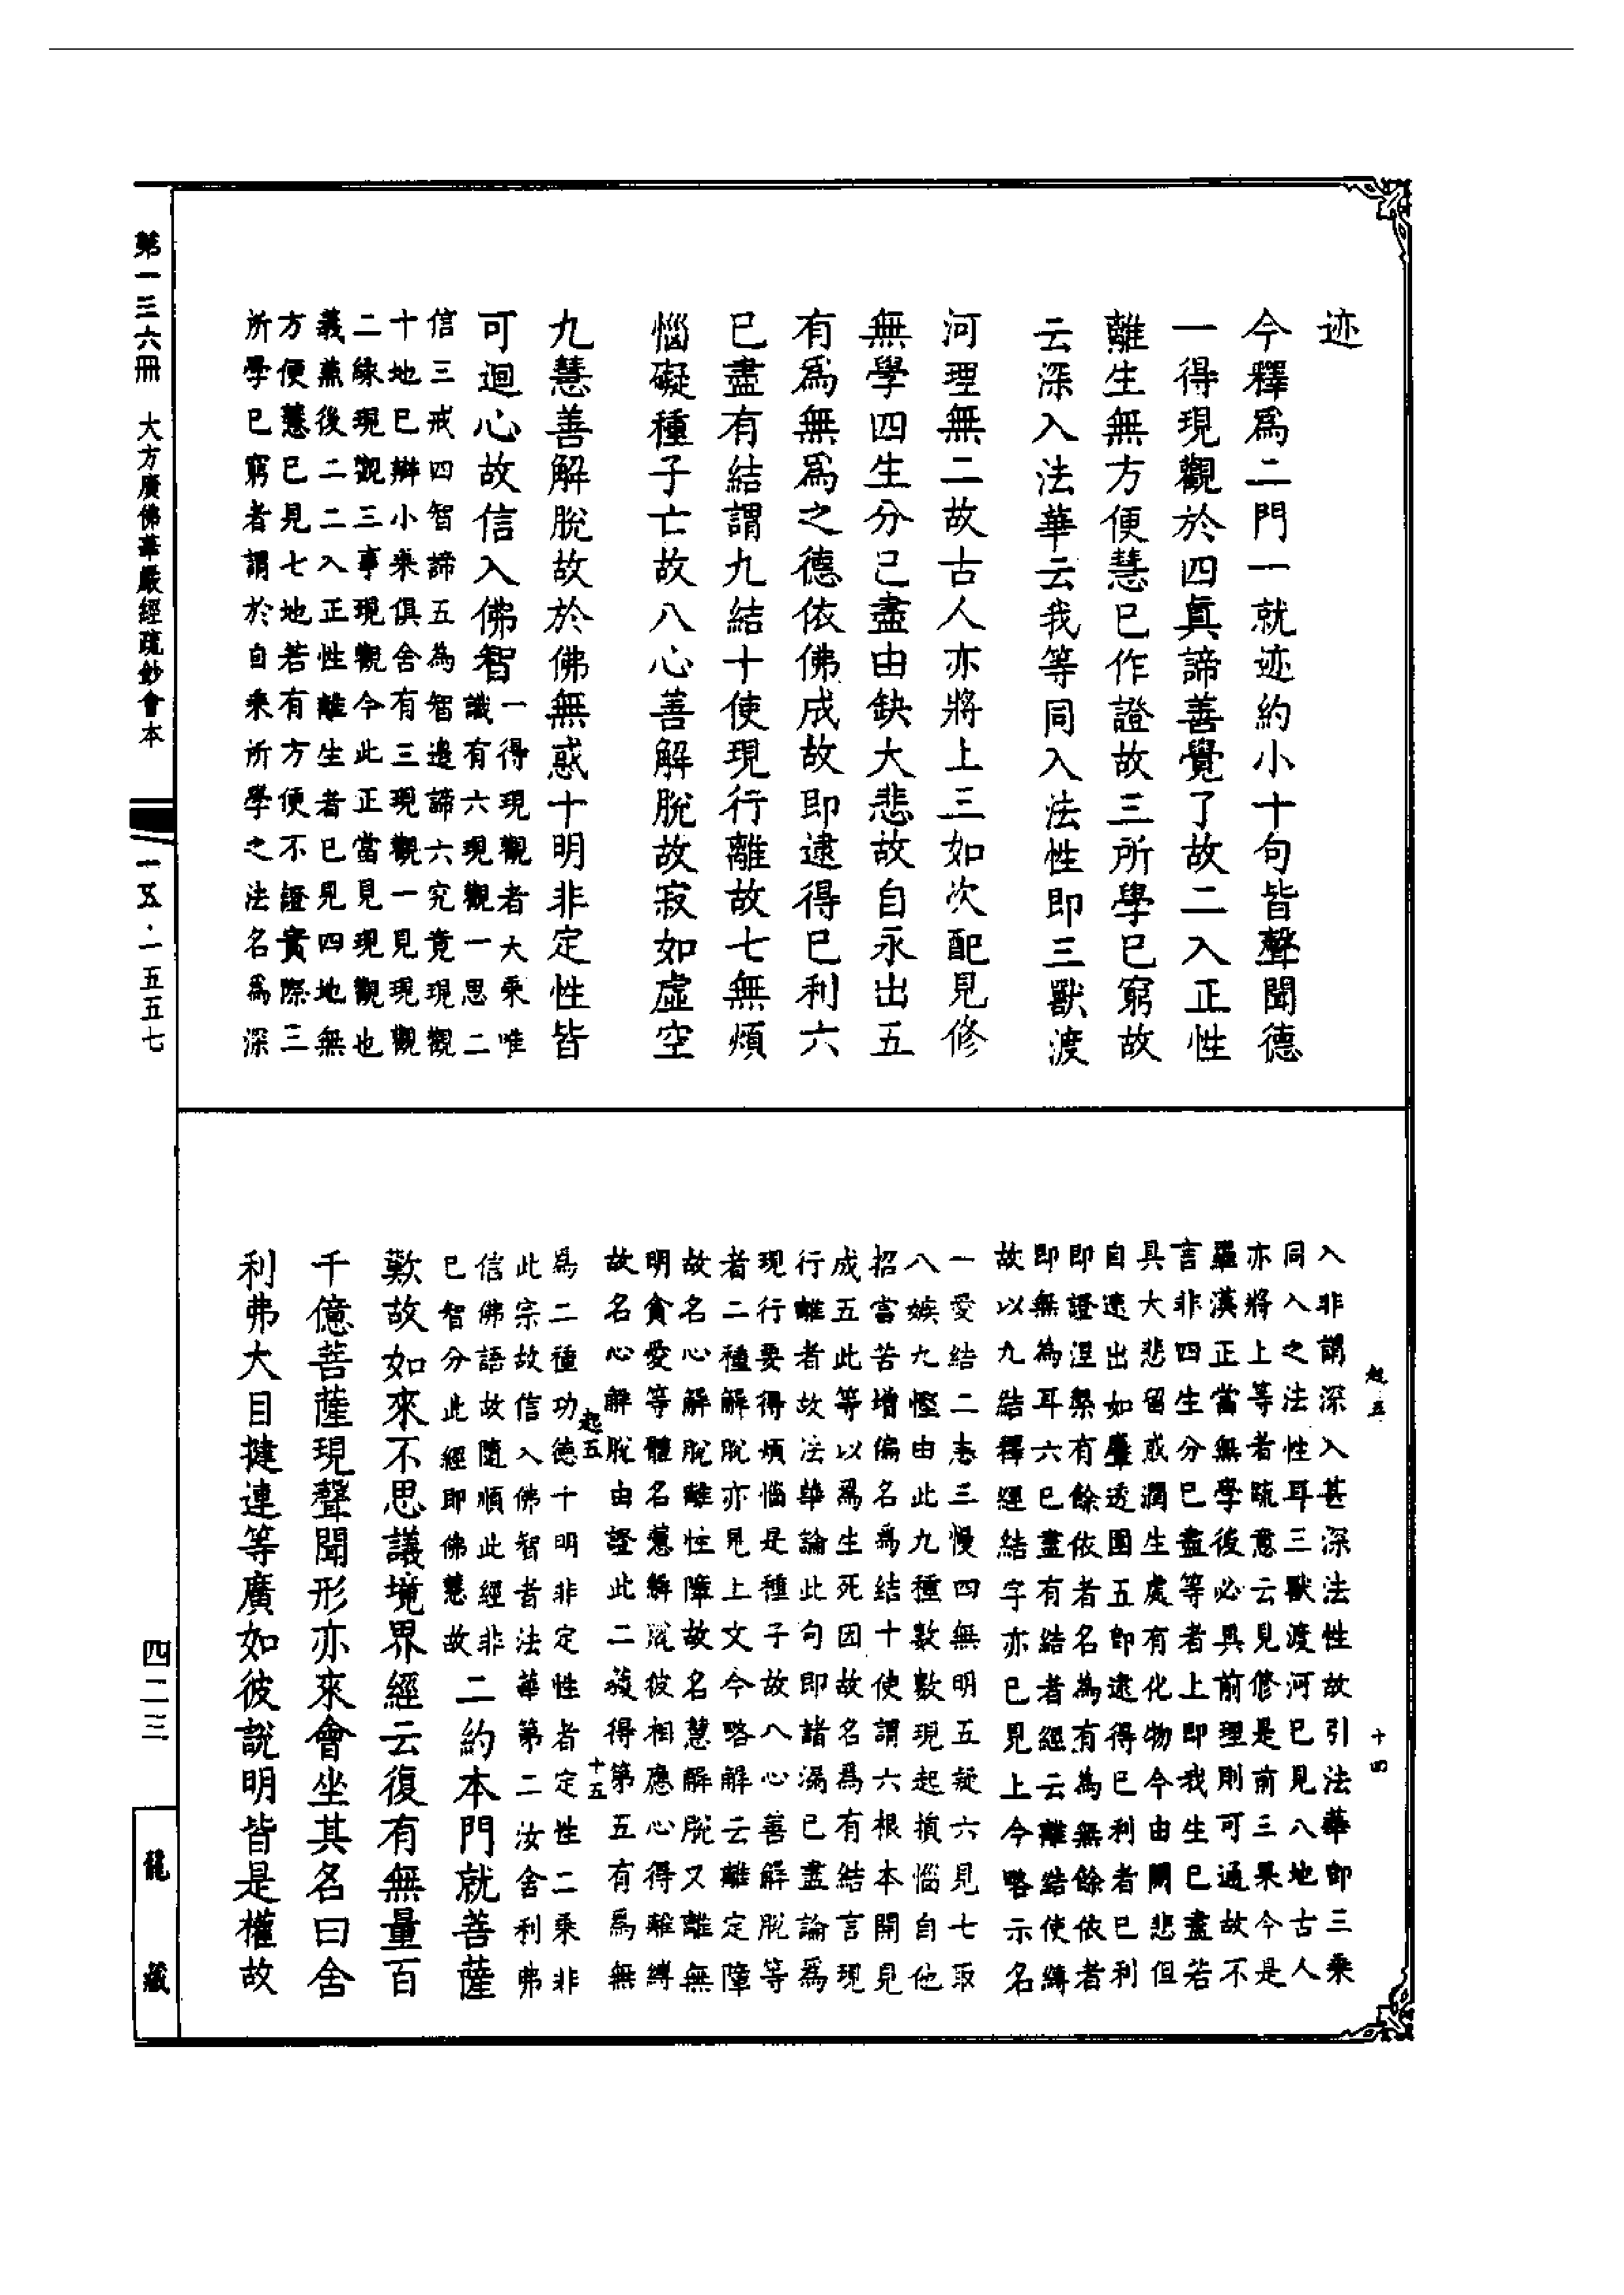 迹
今釋爲二門一就迹約小十句皆聲聞德
一得現觀於四眞諦善覺了故二入正性
離生無方便慧已作證故三所學已窮故
云深入法華云我等同入法性即三獸渡
河理無二故古人亦將上三如次配見修
無學四生分已盡由缺大悲故自永出五
有爲無爲之德依佛成故即逮得已利六
已盡有結謂九結十使現行離故七無煩
惱礙種子亡故八心善解脫故寂如虛空
九慧善解脫故於佛無惑十明非定性皆
可迴心故信入佛智一得現觀者大乘唯
識有六現觀一思二
信三戒四智諦五為智邊諦六究竟現觀
十地已辦小乘俱舍有三現觀一見現觀
二緣現觀三事現觀今此正當見現觀也
義兼後二二入正性離生者已見四地無
方便慧已見七地若有方便不證實際三
所學已窮者謂於自乘所學之法名為深
入非謂深入甚深法性故引法華即三乘
同入之法性耳三獸渡河已見八地古人
亦將上等者疏意云見修是前三果今是
羅漢正當無學後必具前理則可通故不
言非四生分已盡等者上即我生已盡若
具大悲留惑潤生處有化物今由闕悲但
自速出如麞透圍五即逮得已利者已利
即證涅槃有餘依者名為有為無餘依者
即無為耳六已盡有結者經云離結使縛
故以九結釋經結字亦已見上今略示名
一愛結二恚三慢四無明五疑六見七取
八嫉九慳由此九種數數現起損惱自他
招當苦增偏名爲结十使謂六根本開見
成五此等以爲生死因故名爲有結言現
行離者故法華論此句即諸漏已盡論爲
現行要得煩惱是種子故八心善解脫等
者二種解脫亦見上文今略解云離定障
故名心解脫離性障故名慧解脫又離無
明貪愛等體名慧解脫彼相應心得離縛
故名心解脫由證此二獲得第五有爲無
爲二種功德十明非定性者定性二乘非
此宗故信入佛智者法華第二汝舍利弗
信佛語故隨順此經非
已智分此經即佛慧故
二約本門就菩薩
歎故如來不思議境界經云復有無量百
千億菩薩現聲聞形亦來會坐其名曰舍
利弗大目揵連等廣如彼說明皆是權故
起五
十四
起五
十五
第一三六冊　大方廣佛華嚴經疏鈔會本
一五五·一五五七
四二三
龍藏